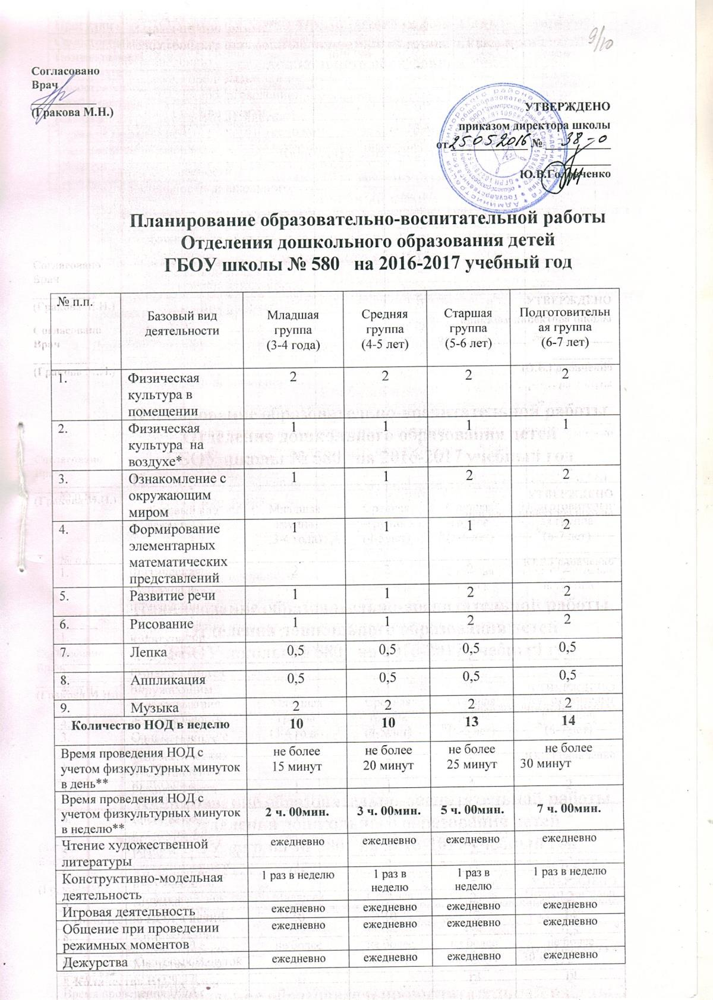 9/10
Согласовано
Врач
(Гракова М.Н.)
УТВЕРЖДЕНО
приказом директора школы
от 25 05 2016 № 38-о
Ю.В.Головченко
Планирование образовательно-воспитательной работы
Отделения дошкольного образования детей
ГБОУ школы № 580 на 2016-2017 учебный год
№ п.п. Базовый вид деятельности Младшая группа (3-4 года) Средняя группа (4-5 лет) Старшая группа (5-6 лет) Подготовительн ая группа (6-7 лет)
1. Физическая 2 2 2 2
культура в
помещении
2. Физическая 1 1 1 1
культура на
воздухе*
3. Ознакомление с 1 1 2 2
окружающим
миром
4. Формирование 1 1 1 2
элементарных
математических
представлений
5. Развитие речи 1 1 2 2
6. Рисование 1 1 2 2
7. Лепка 0,5 0,5 0,5 0,5
8. Аппликация 0,5 0,5 0,5 0,5
9. Музыка 2 2 2 2
Количество НОД в неделю 10 10 13 14
Время проведения НОД с не более не более не более не более
учетом физкультурных минуток 15 минут 20 минут 25 минут 30 минут
в день**
Время проведения НОД с
учетом физкультурных минуток 2 ч. 00мин. 3 ч. 00мин. 5 ч. 00мин. 7 ч. 00мин.
в неделю**
Чтение художественной ежедневно ежедневно ежедневно ежедневно
литературы
Конструктивно-модельная 1 раз в неделю 1 раз в 1 раз в 1 раз в неделю
деятельность неделю неделю
Игровая деятельность ежедневно ежедневно ежедневно ежедневно
Общение при проведении ежедневно ежедневно ежедневно ежедневно
режимных моментов
Дежурства ежедневно ежедневно ежедневно ежедневно